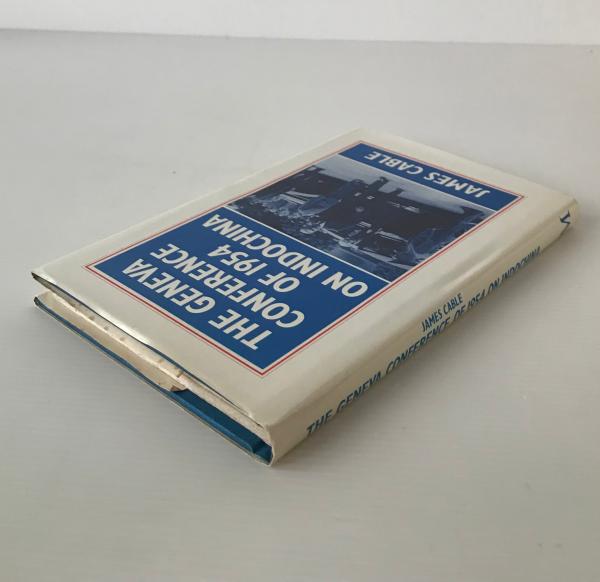 THE GENEVA
CONFERENCE
OF 1954
ON INDOCHINA
JAMES CABLE
JAMES CABLE
THE GENEVA CONFERENCE OF 1954 ON INDOCHINA